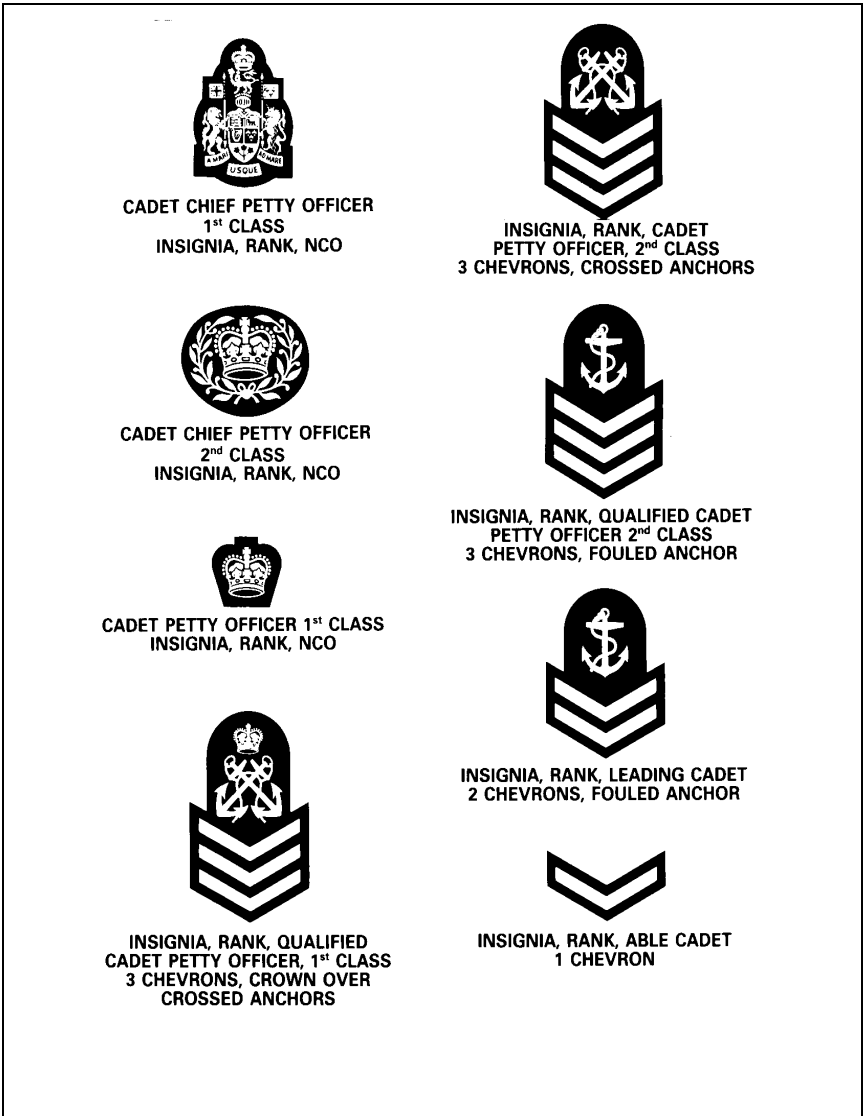 A MARI USQUE AD MARE
CADET CHIEF PETTY OFFICER
1st CLASS
INSIGNIA, RANK, NCO
CADET CHIEF PETTY OFFICER
2nd CLASS
INSIGNIA, RANK, NCO
CADET PETTY OFFICER 1st CLASS
INSIGNIA, RANK, NCO
INSIGNIA, RANK, QUALIFIED
CADET PETTY OFFICER, 1st CLASS
3 CHEVRONS, CROWN OVER
CROSSED ANCHORS
INSIGNIA, RANK, CADET
PETTY OFFICER, 2nd CLASS
3 CHEVRONS, CROSSED ANCHORS
INSIGNIA, RANK, QUALIFIED CADET
PETTY OFFICER 2nd CLASS
3 CHEVRONS, FOULED ANCHOR
INSIGNIA, RANK, LEADING CADET
2 CHEVRONS, FOULED ANCHOR
INSIGNIA, RANK, ABLE CADET
1 CHEVRON